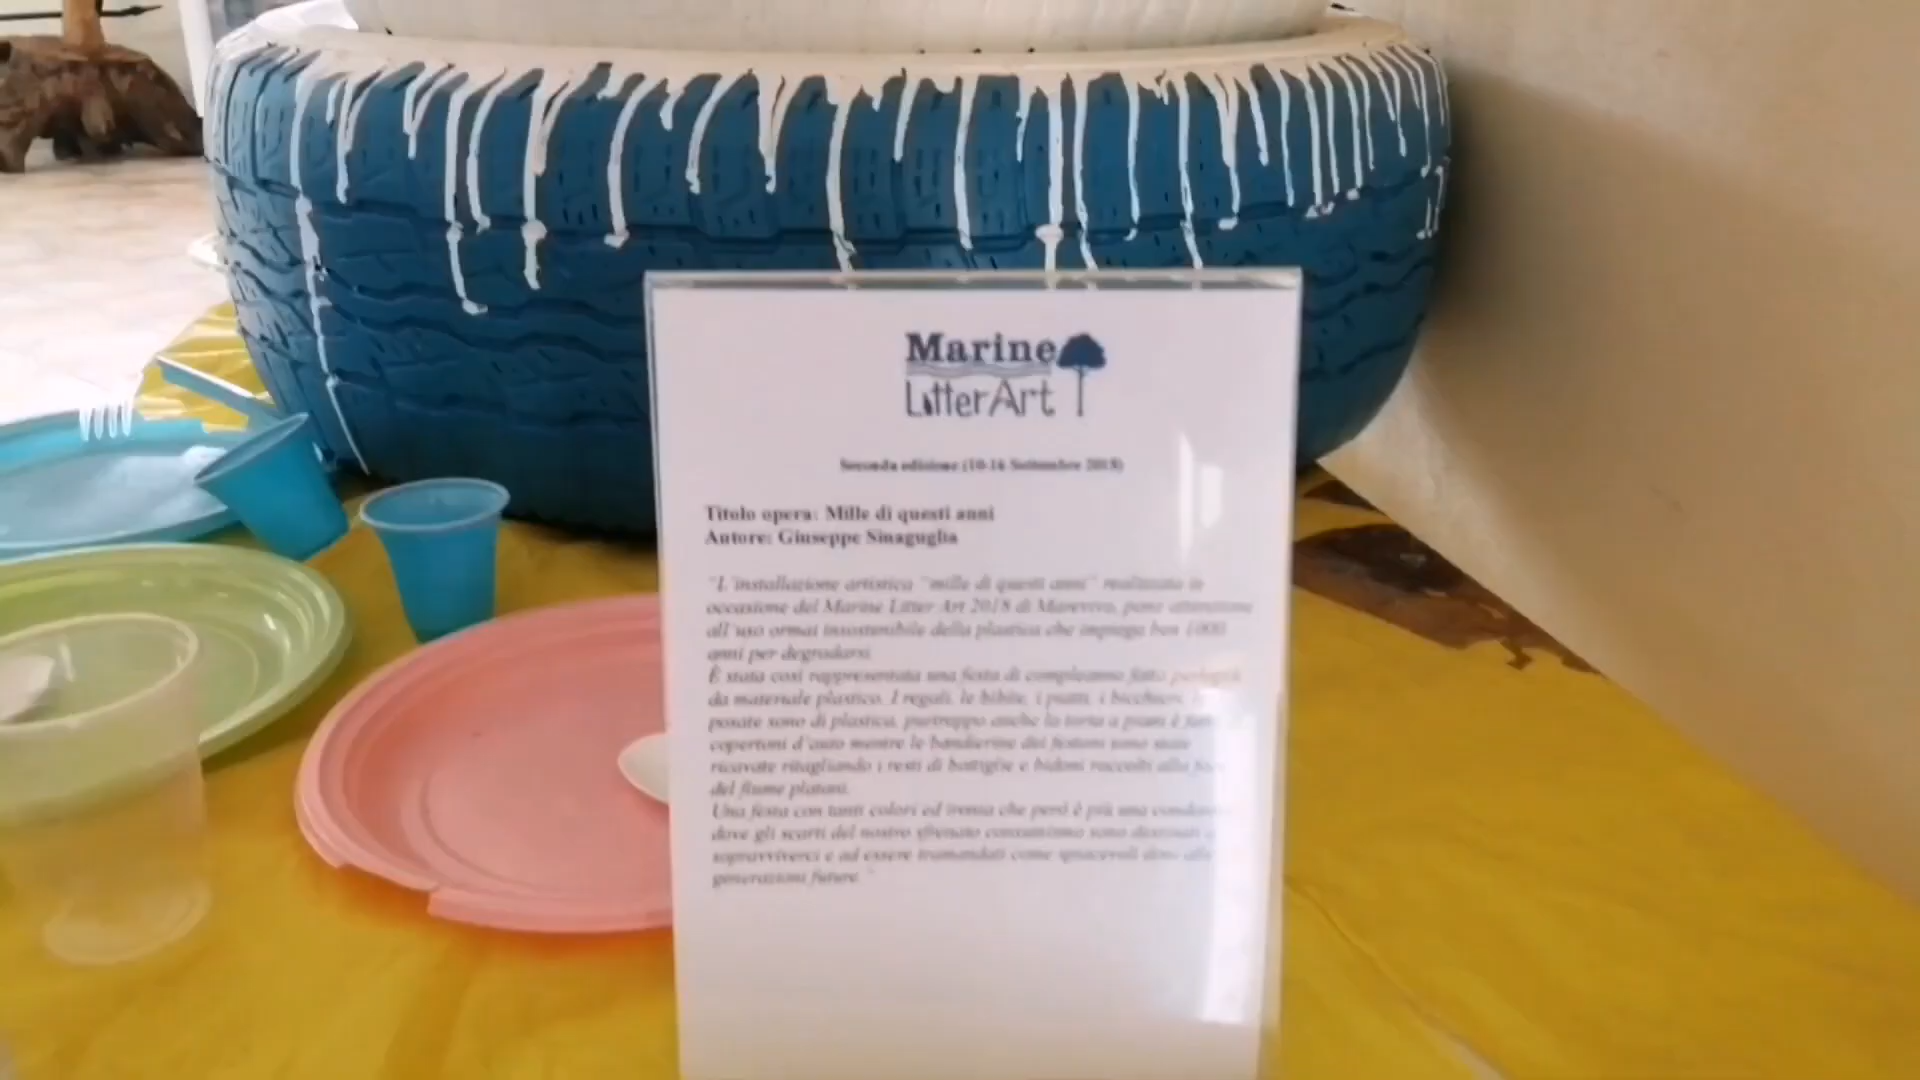 Marine
LitterArt
Seconda edizione (10-16 Settembre 2018)
Titolo opera: Mille di questi anni
Autore: Giuseppe Sinaguglia
"L'installazione artistica "mille di questi anni" realizzata in
occasione del Marine Litter Art 2018 di Marevivo, pone attenzione
all'uso ormai insostenibile della plastica che impiega ben 1000
anni per degradarsi.
È stata così rappresentata una festa di compleanno fatta
da materiale plastico. I regali, le bibite, i piatti, i bicchieri,
posate sono di plastica, purtroppo anche la torta a piani è
copertoni d'auto mentre le bandierine dei festoni sono state
ricavate ritagliando i resti di bottiglie e bidoni raccolti alla foce
del fiume platani.
Una festa con tanti colori ed ironia che però è più una condanna
dove gli scarti del nostro sfrenato consumismo sono destinati a
sopravviverci e ad essere tramandati come spiacevoli doni alle
generazioni future."